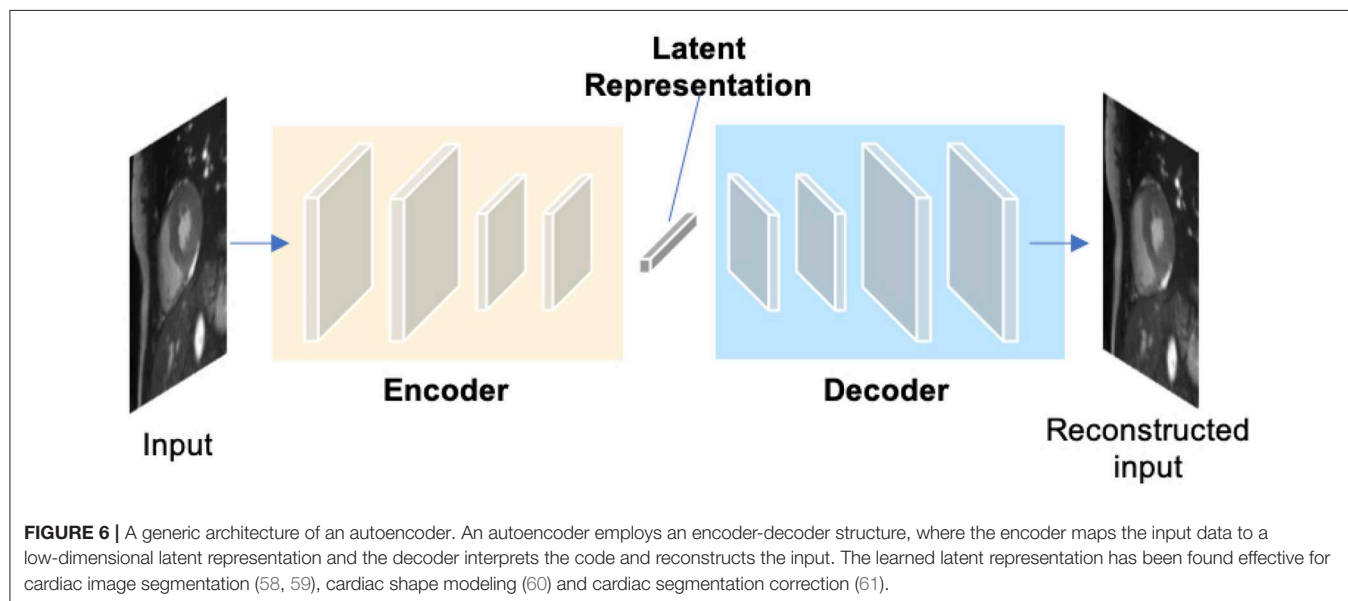 Latent
Representation
Encoder
Decoder
Input
Reconstructed
input
FIGURE 6 | A generic architecture of an autoencoder. An autoencoder employs an encoder-decoder structure, where the encoder maps the input data to a
low-dimensional latent representation and the decoder interprets the code and reconstructs the input. The learned latent representation has been found effective for
cardiac image segmentation (58, 59), cardiac shape modeling (60) and cardiac segmentation correction (61).